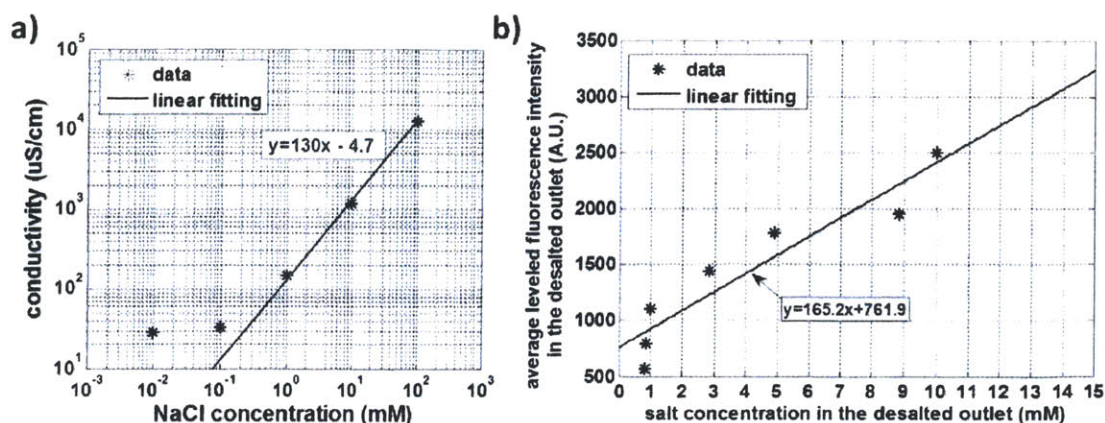 a)
conductivity (uS/cm)
10^5
10^4
10^3
10^2
10^1
data
linear fitting
y=130x - 4.7
10^-3 10^-2 10^-1 10^0 10^1 10^2 10^3
NaCl concentration (mM)
b)
average leveled fluorescence intensity
in the desalted outlet (A.U.)
3500
3000
2500
2000
1500
1000
500
data
linear fitting
y=165.2x+761.9
0 1 2 3 4 5 6 7 8 9 10 11 12 13 14 15
salt concentration in the desalted outlet (mM)